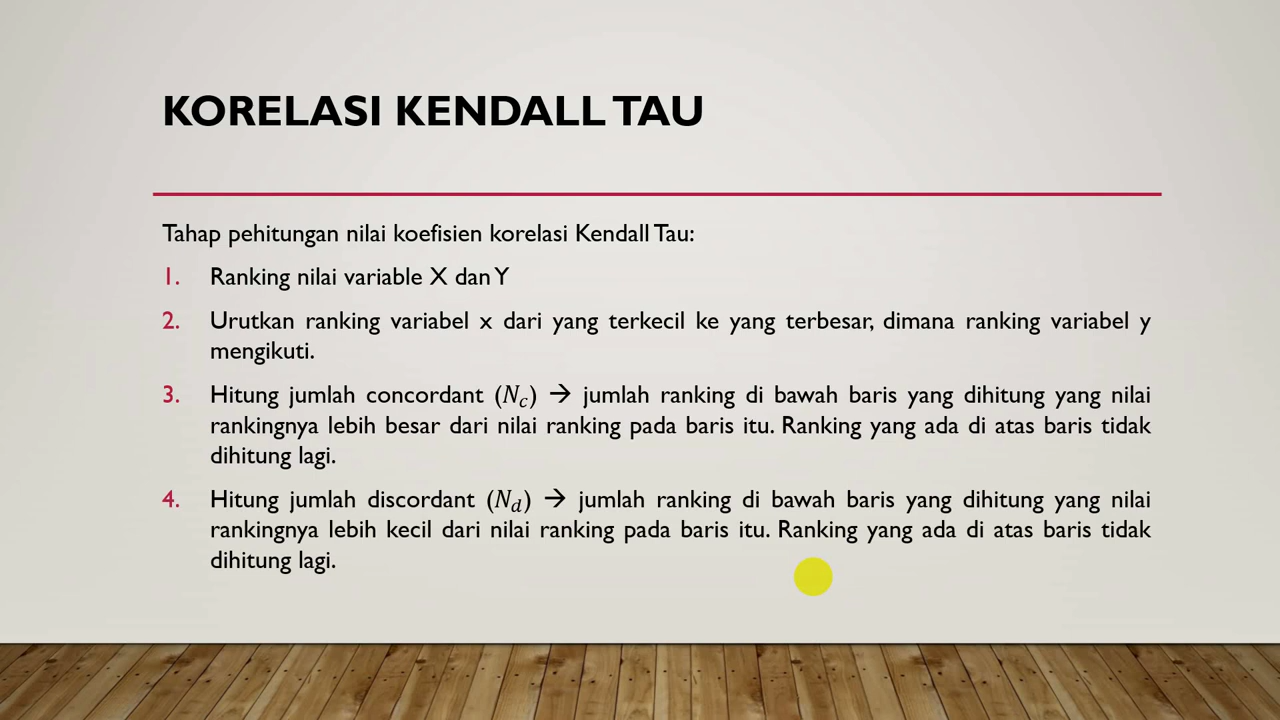 KORELASI KENDALL TAU
Tahap pehitungan nilai koefisien korelasi Kendall Tau:
1. Ranking nilai variable X dan Y
2. Urutkan ranking variabel x dari yang terkecil ke yang terbesar, dimana ranking variabel y
mengikuti.
3. Hitung jumlah concordant (N_c) → jumlah ranking di bawah baris yang dihitung yang nilai
rankingnya lebih besar dari nilai ranking pada baris itu. Ranking yang ada di atas baris tidak
dihitung lagi.
4. Hitung jumlah discordant (N_d) → jumlah ranking di bawah baris yang dihitung yang nilai
rankingnya lebih kecil dari nilai ranking pada baris itu. Ranking yang ada di atas baris tidak
dihitung lagi.